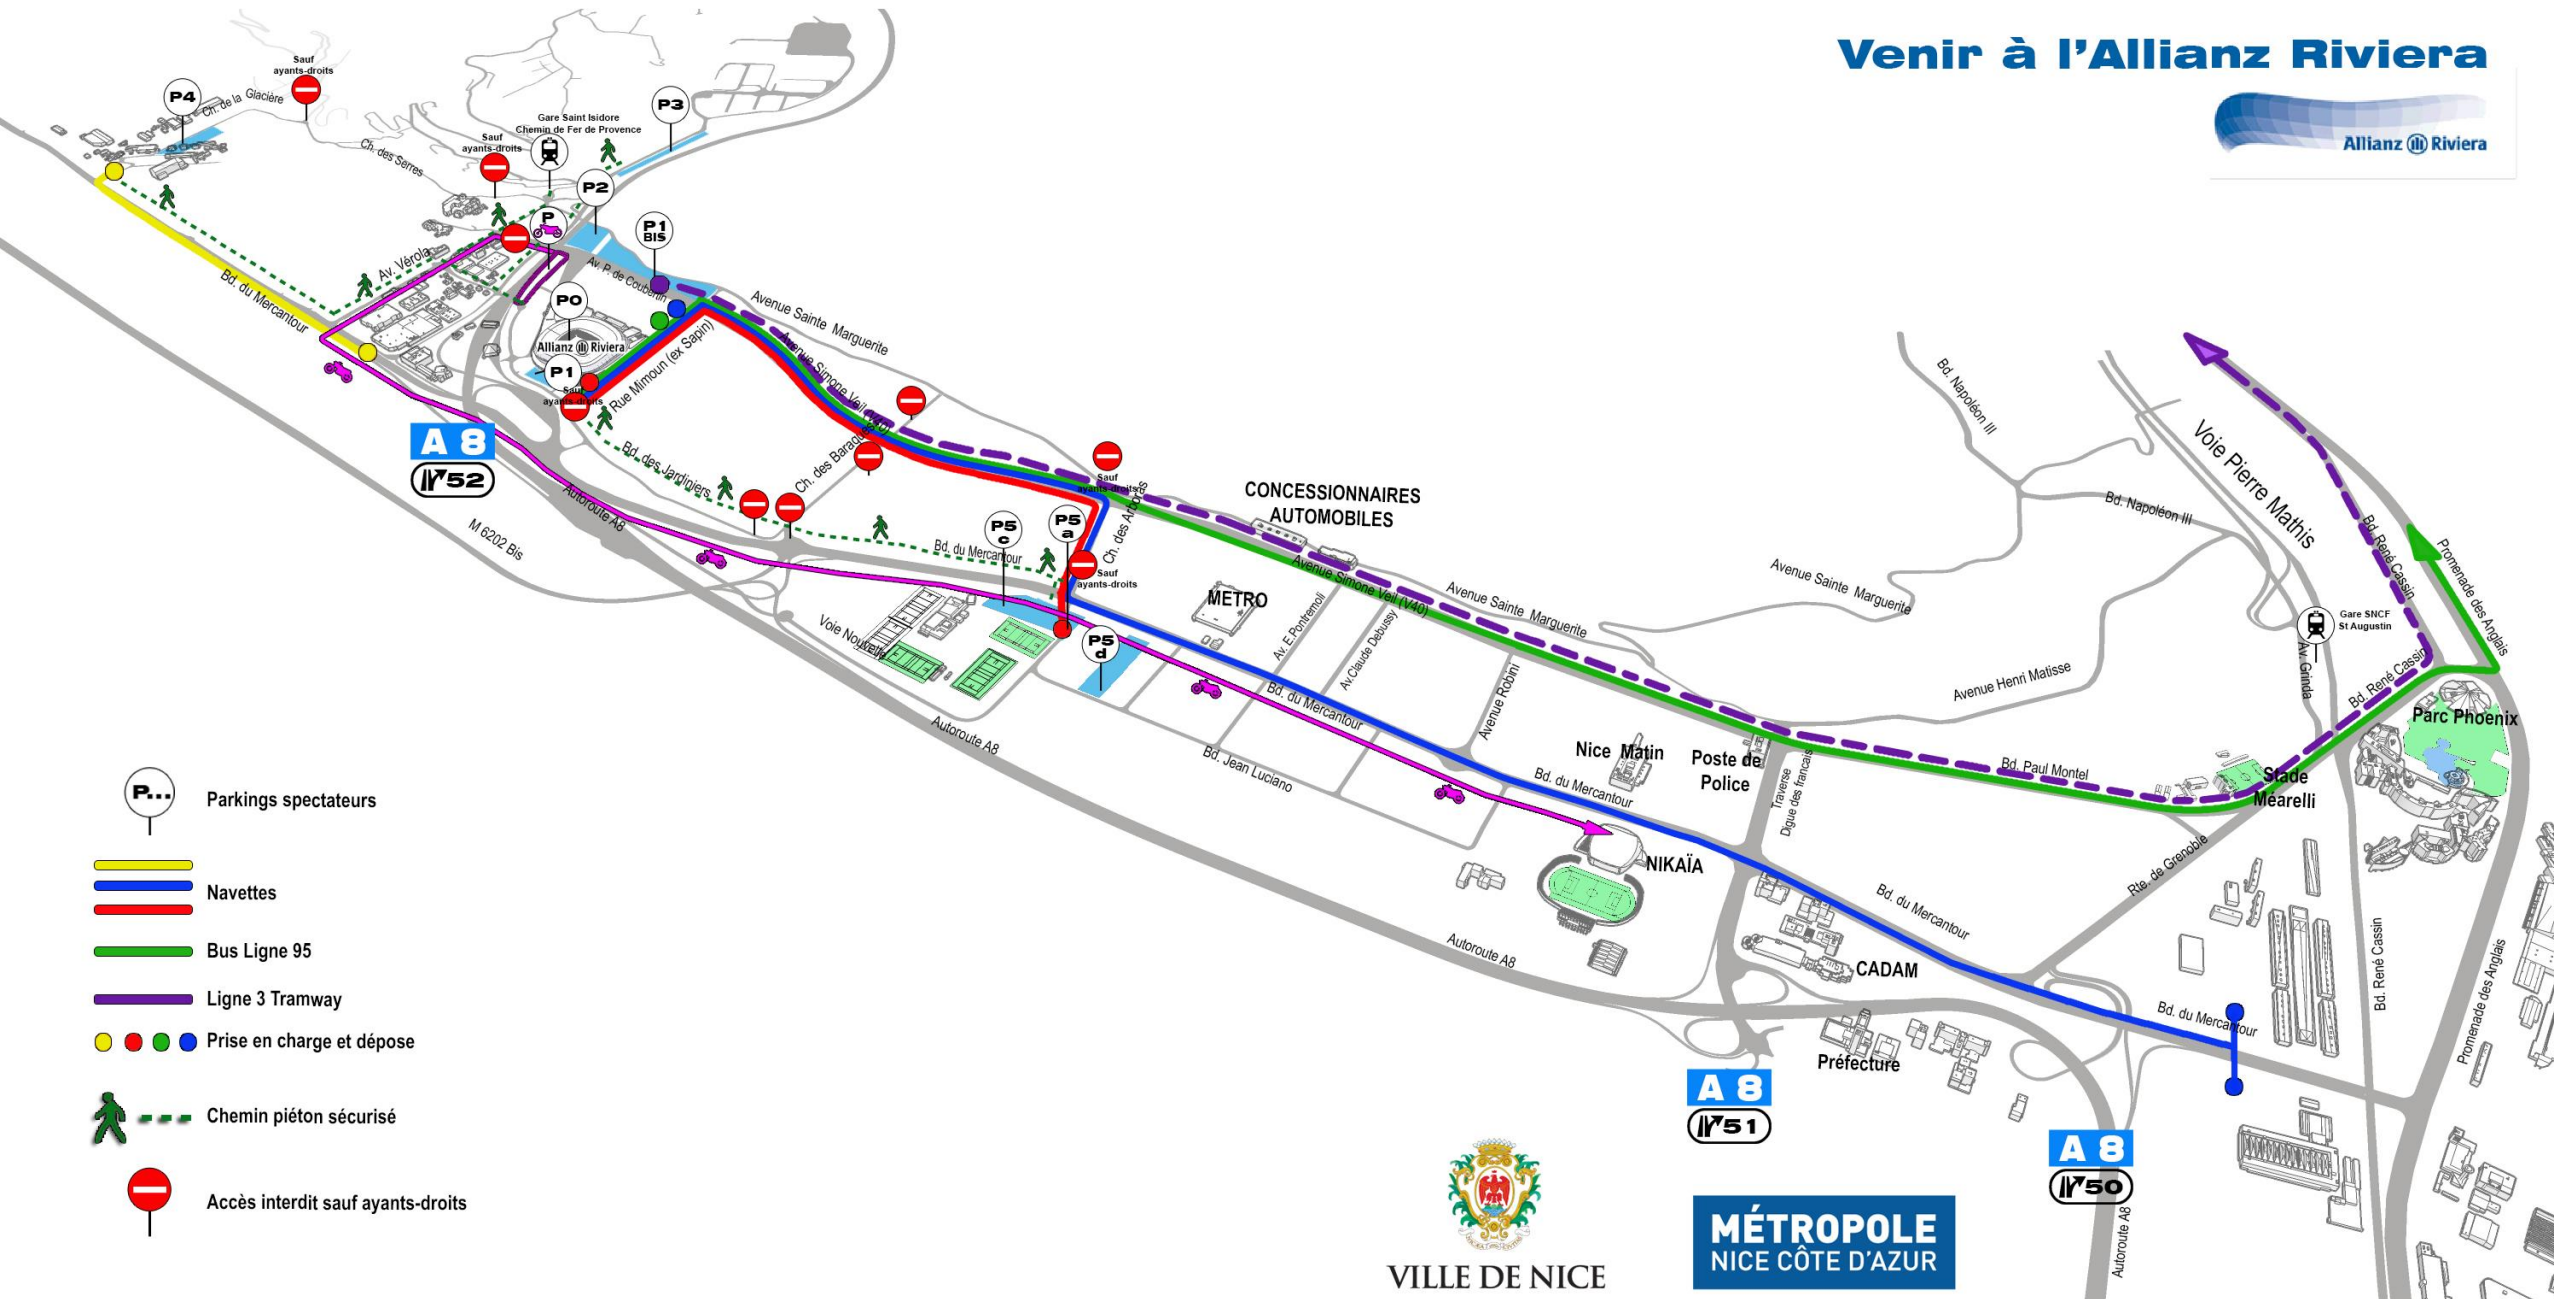 Venir à l'Allianz Riviera
Allianz Riviera
Sauf
ayants-droits
P4
Ch. de la Glacière
Gare Saint Isidore
Chemin de Fer de Provence
P3
Sauf
ayants-droits
Ch. des Serres
P2
P
P1
BIS
Av. Vérola
Bd. du Mercantour
Av. P. de Coubertin
P0
Allianz Riviera
P1
Sauf
ayants-droits
Rue Mimoun (ex Sapin)
Avenue Sainte Marguerite
Avenue Simone Veil (V40)
A 8
52
Bd. des Jardiniers
Ch. des Baraques
Autoroute A8
M 6202 Bis
Sauf
ayants-droits
Ch. des Arboras
P5
c
P5
a
Bd. du Mercantour
Sauf
ayants-droits
P5
d
Voie Nouvelle
CONCESSIONNAIRES
AUTOMOBILES
METRO
Avenue Simone Veil (V40)
Avenue Sainte Marguerite
Av. E. Pontremoli
Av. Claude Debussy
Avenue Robini
Bd. du Mercantour
Autoroute A8
Bd. Jean Luciano
Bd. Napoléon III
Bd. Napoléon III
Voie Pierre Mathis
Avenue Sainte Marguerite
Avenue Henri Matisse
Bd. René Cassin
Promenade des Anglais
Gare SNCF
St Augustin
Av. Grinda
Bd. René Cassin
Parc Phoenix
Nice Matin
Poste de
Police
Bd. du Mercantour
Traverse
Digue des francais
Bd. Paul Montel
Stade
Méarelli
NIKAÏA
Rte. de Grenoble
Bd. du Mercantour
Autoroute A8
CADAM
Bd. du Mercantour
Bd. René Cassin
Promenade des Anglais
Préfecture
A 8
51
A 8
50
Autoroute A8
P...
Parkings spectateurs
Navettes
Bus Ligne 95
Ligne 3 Tramway
Prise en charge et dépose
Chemin piéton sécurisé
Accès interdit sauf ayants-droits
VILLE DE NICE
MÉTROPOLE
NICE CÔTE D'AZUR